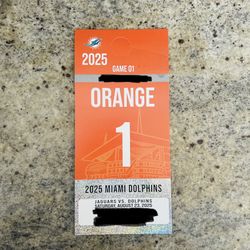 2025
GAME 01
ORANGE
1
2025 MIAMI DOLPHINS
JAGUARS VS. DOLPHINS
SATURDAY, AUGUST 23, 2025